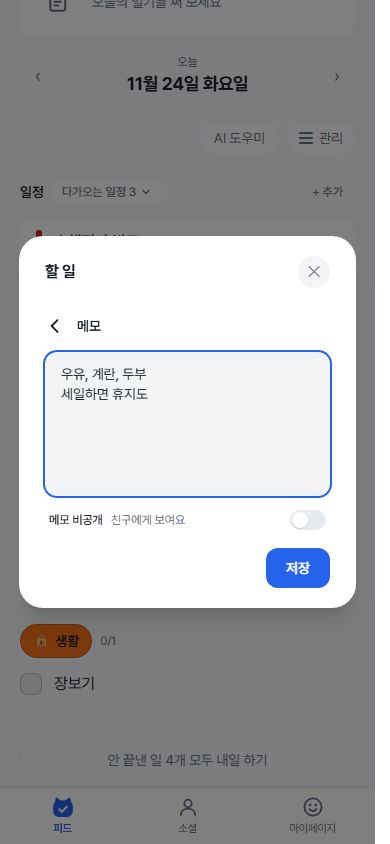 오늘의 일기를 써 보세요
오늘
‹ 11월 24일 화요일 ›
AI 도우미 관리
일정 다가오는 일정 3 + 추가
할 일
메모
우유, 계란, 두부
세일하면 휴지도
메모 비공개 친구에게 보여요
저장
생활 0/1
장보기
안 끝낸 일 4개 모두 내일 하기
피드 소셜 마이페이지